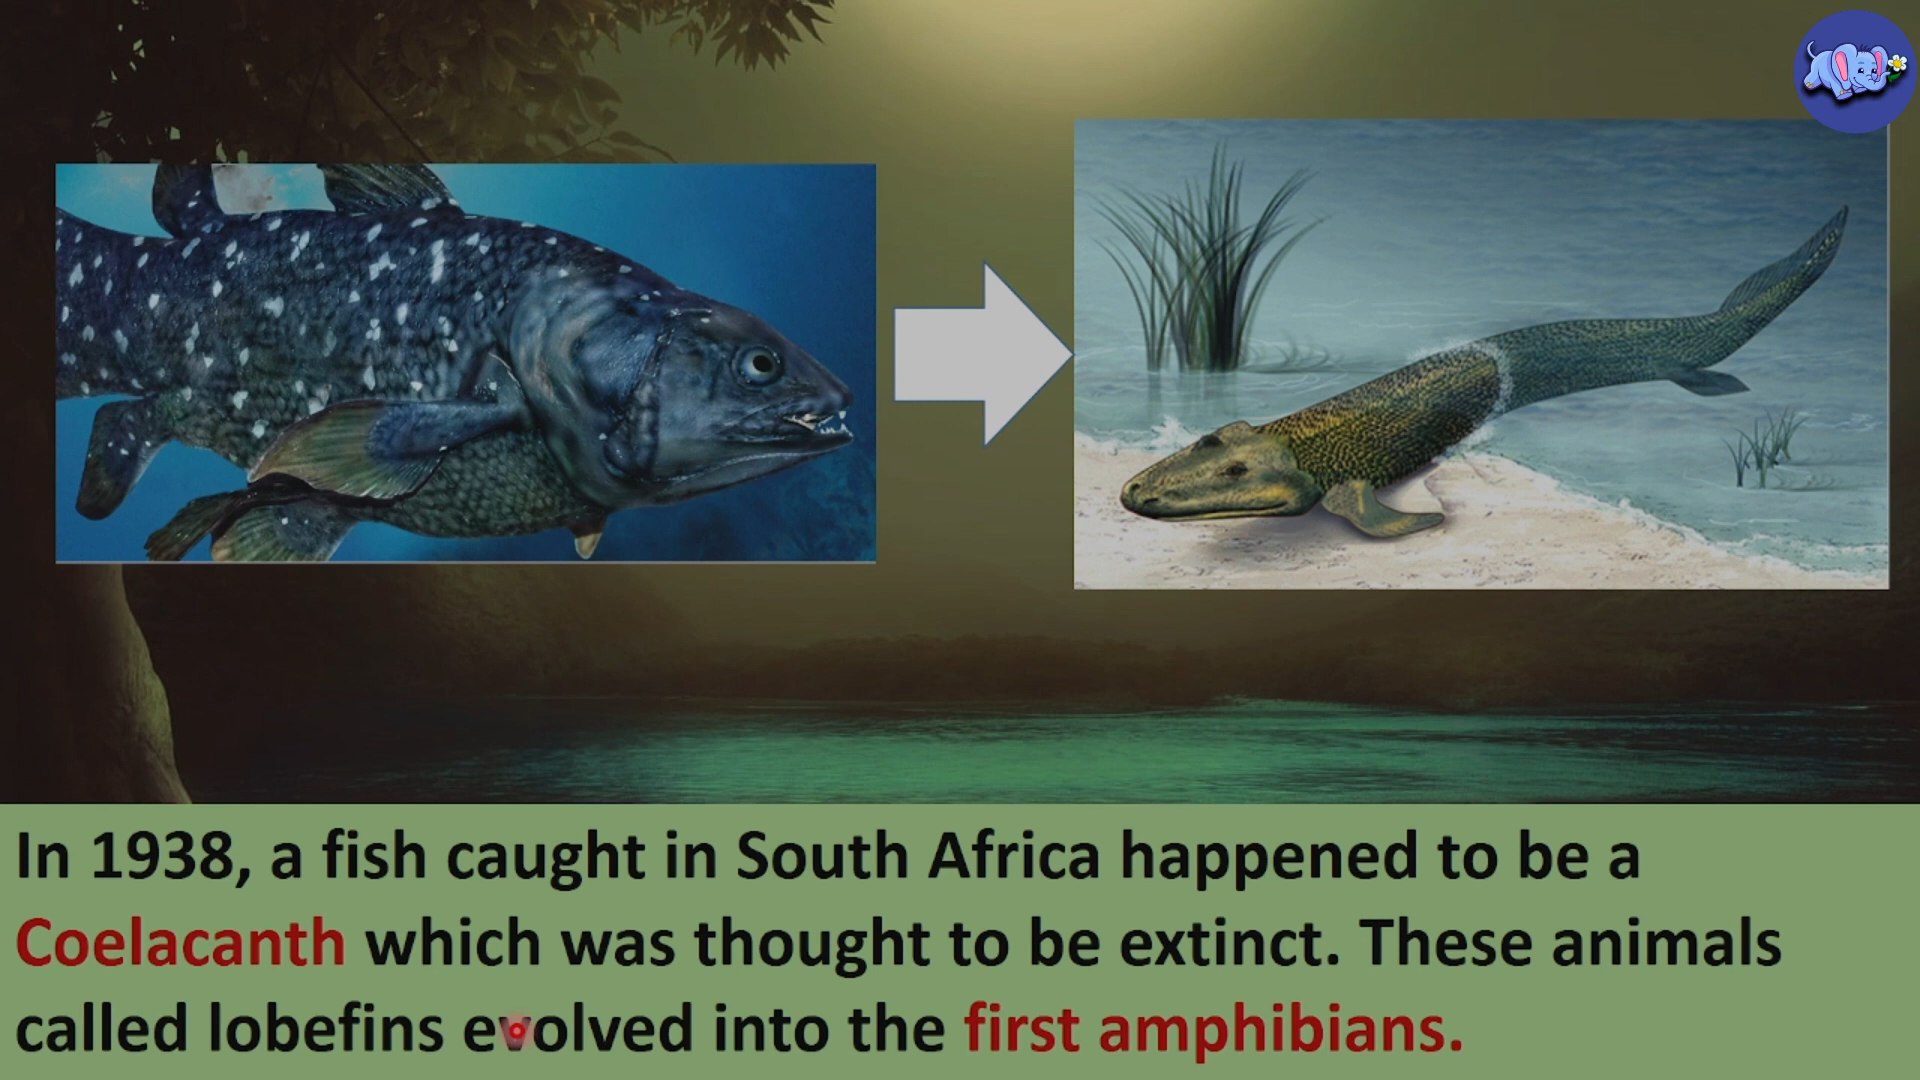 In 1938, a fish caught in South Africa happened to be a
Coelacanth which was thought to be extinct. These animals
called lobefins evolved into the first amphibians.